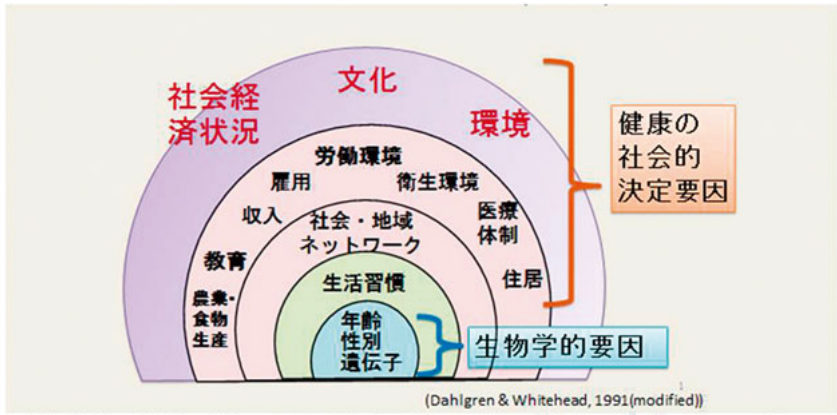 文化
社会経
済状況
環境
健康の
社会的
決定要因
労働環境
雇用
衛生環境
収入
医療
体制
社会・地域
ネットワーク
教育
住居
生活習慣
農業・
食物
生産
年齢
性別
遺伝子
生物学的要因
1
(Dahlgren & Whitehead, 1991(modified))